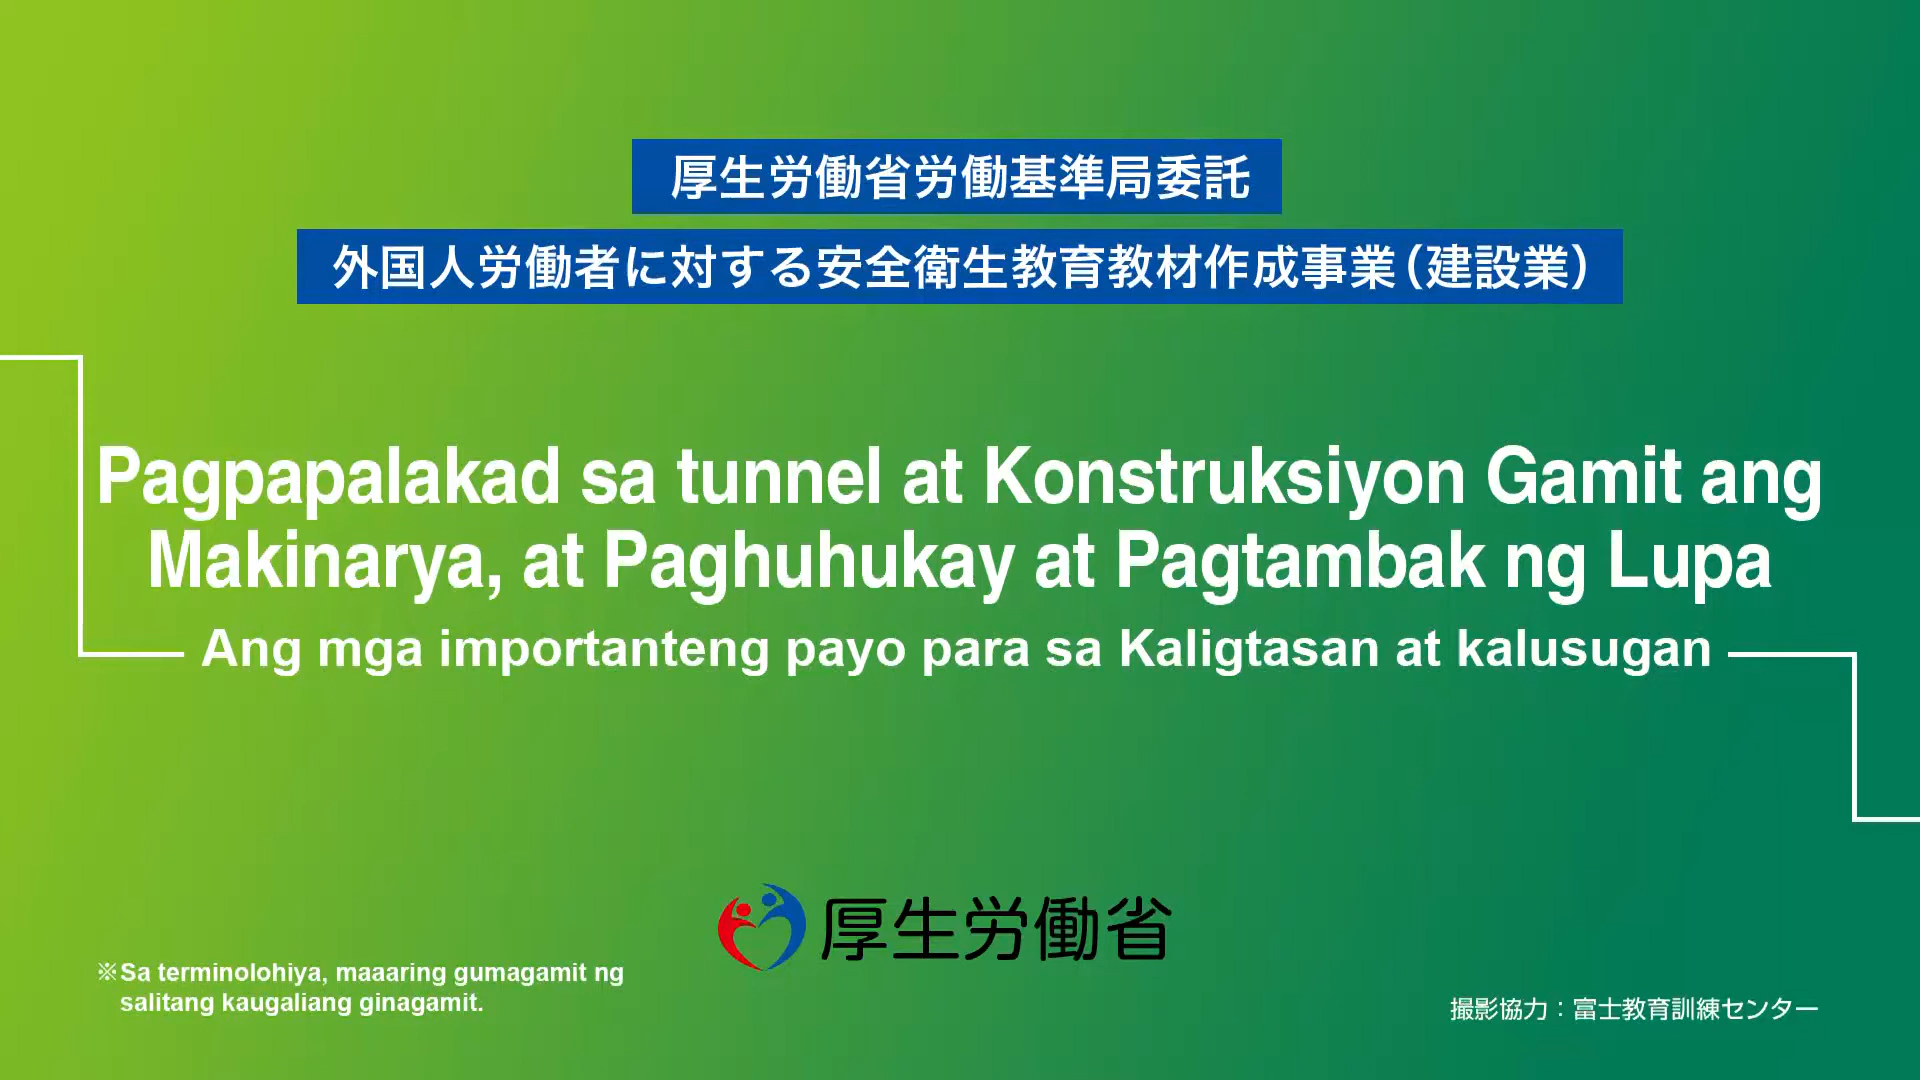 厚生労働省労働基準局委託
外国人労働者に対する安全衛生教育教材作成事業（建設業）
Pagpapalakad sa tunnel at Konstruksiyon Gamit ang
Makinarya, at Paghuhukay at Pagtambak ng Lupa
Ang mga importanteng payo para sa Kaligtasan at kalusugan
厚生労働省
※Sa terminolohiya, maaaring gumagamit ng
salitang kaugaliang ginagamit.
撮影協力：富士教育訓練センター